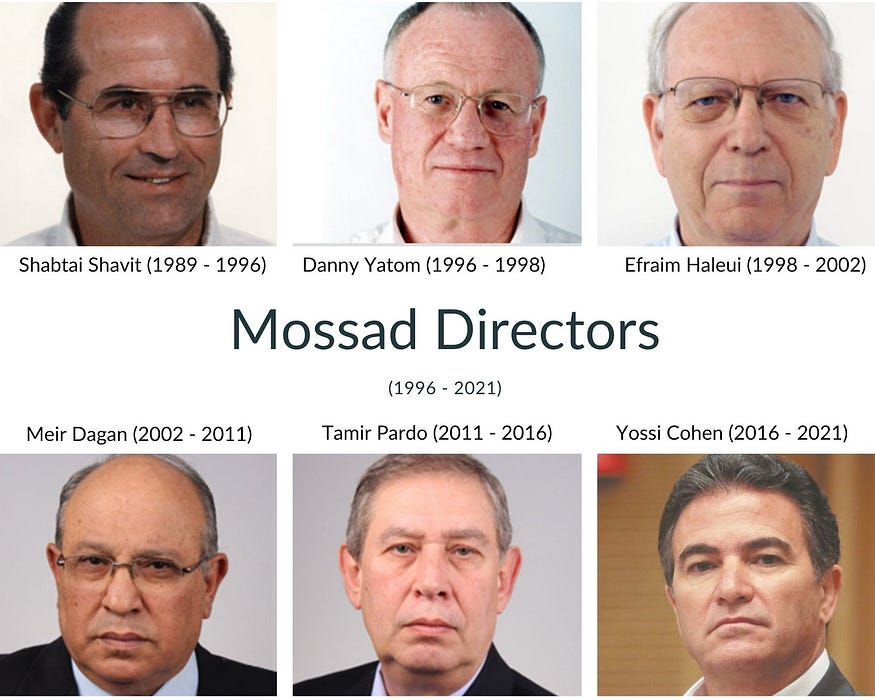 Shabtai Shavit (1989 - 1996)
Danny Yatom (1996 - 1998)
Efraim Haleui (1998 - 2002)
Mossad Directors
(1996 - 2021)
Meir Dagan (2002 - 2011)
Tamir Pardo (2011 - 2016)
Yossi Cohen (2016 - 2021)